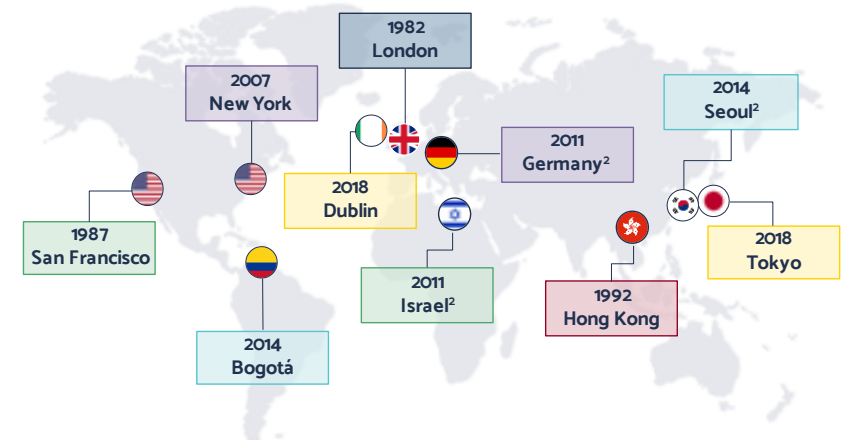 1982
London
2007
New York
2014
Seoul²
2011
Germany²
2018
Dublin
1987
San Francisco
2018
Tokyo
2011
Israel²
1992
Hong Kong
2014
Bogotá